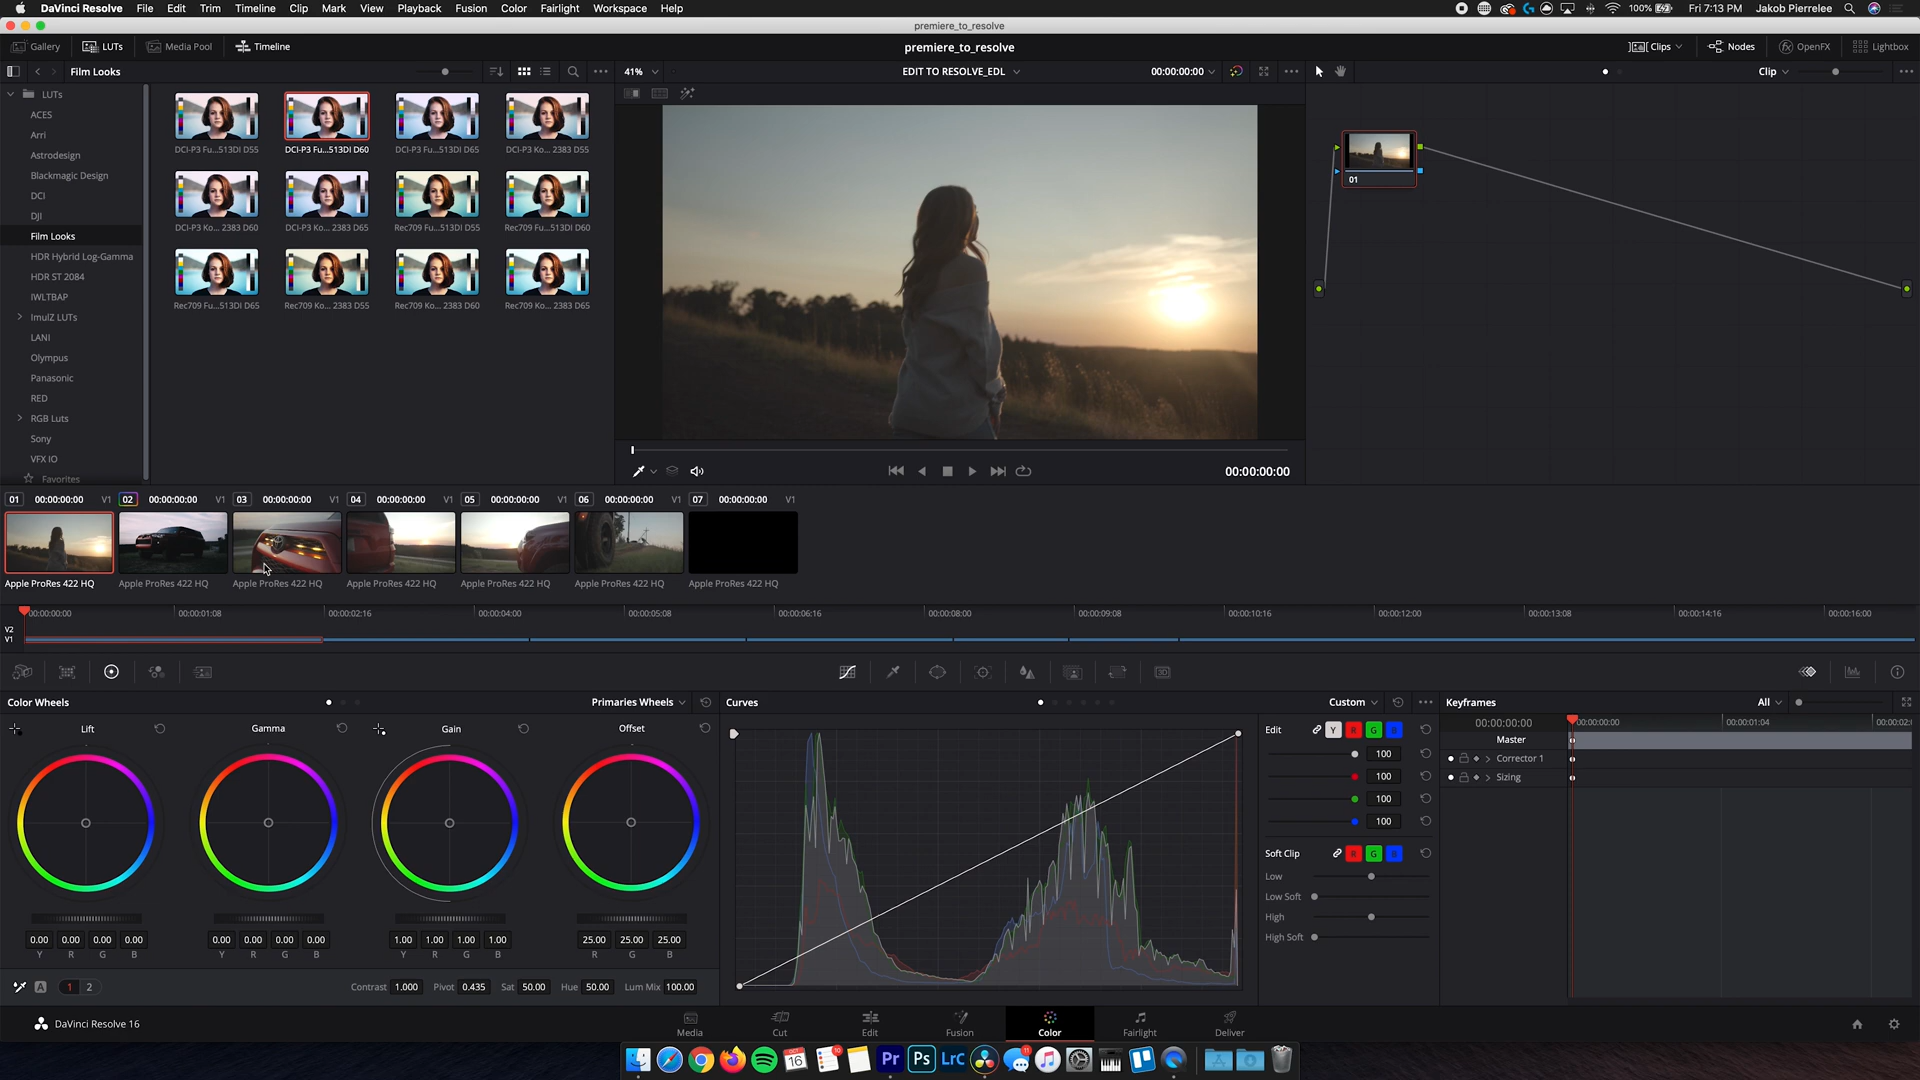 DaVinci Resolve File Edit Trim Timeline Clip Mark View Playback Fusion Color Fairlight Workspace Help 100% Fri 7:13 PM Jakob Pierrelee
premiere_to_resolve
Gallery LUTs Media Pool Timeline premiere_to_resolve Clips Nodes OpenFX Lightbox
Film Looks 41% EDIT TO RESOLVE_EDL 00:00:00:00 Clip
LUTs
ACES
Arri
Astrodesign
Blackmagic Design
DCI
DJI
Film Looks
HDR Hybrid Log-Gamma
HDR ST 2084
IWLTBAP
ImulZ LUTs
LANI
Olympus
Panasonic
RED
RGB Luts
Sony
VFX IO
Favorites
DCI-P3 Fu...513DI D55 DCI-P3 Fu...513DI D60 DCI-P3 Fu...513DI D65 DCI-P3 Ko... 2383 D55
DCI-P3 Ko... 2383 D60 DCI-P3 Ko... 2383 D65 Rec709 Fu...513DI D55 Rec709 Fu...513DI D60
Rec709 Fu...513DI D65 Rec709 Ko... 2383 D55 Rec709 Ko... 2383 D60 Rec709 Ko... 2383 D65
01
00:00:00:00
01 00:00:00:00 V1 02 00:00:00:00 V1 03 00:00:00:00 V1 04 00:00:00:00 V1 05 00:00:00:00 V1 06 00:00:00:00 V1 07 00:00:00:00 V1
Apple ProRes 422 HQ Apple ProRes 422 HQ Apple ProRes 422 HQ Apple ProRes 422 HQ Apple ProRes 422 HQ Apple ProRes 422 HQ Apple ProRes 422 HQ
00:00:00:00 00:00:01:08 00:00:02:16 00:00:04:00 00:00:05:08 00:00:06:16 00:00:08:00 00:00:09:08 00:00:10:16 00:00:12:00 00:00:13:08 00:00:14:16 00:00:16:00
V2
V1
Color Wheels Primaries Wheels Curves Custom Keyframes All
Lift Gamma Gain Offset
0.00 0.00 0.00 0.00 0.00 0.00 0.00 0.00 1.00 1.00 1.00 1.00 25.00 25.00 25.00
Y R G B Y R G B Y R G B R G B
A 1 2 Contrast 1.000 Pivot 0.435 Sat 50.00 Hue 50.00 Lum Mix 100.00
Edit Y R G B
100
100
100
100
Soft Clip R G B
Low
Low Soft
High
High Soft
00:00:00:00 00:00:00:00 00:00:01:04
Master
Corrector 1
Sizing
DaVinci Resolve 16 Media Cut Edit Fusion Color Fairlight Deliver
OCT 16 Pr Ps LrC 11